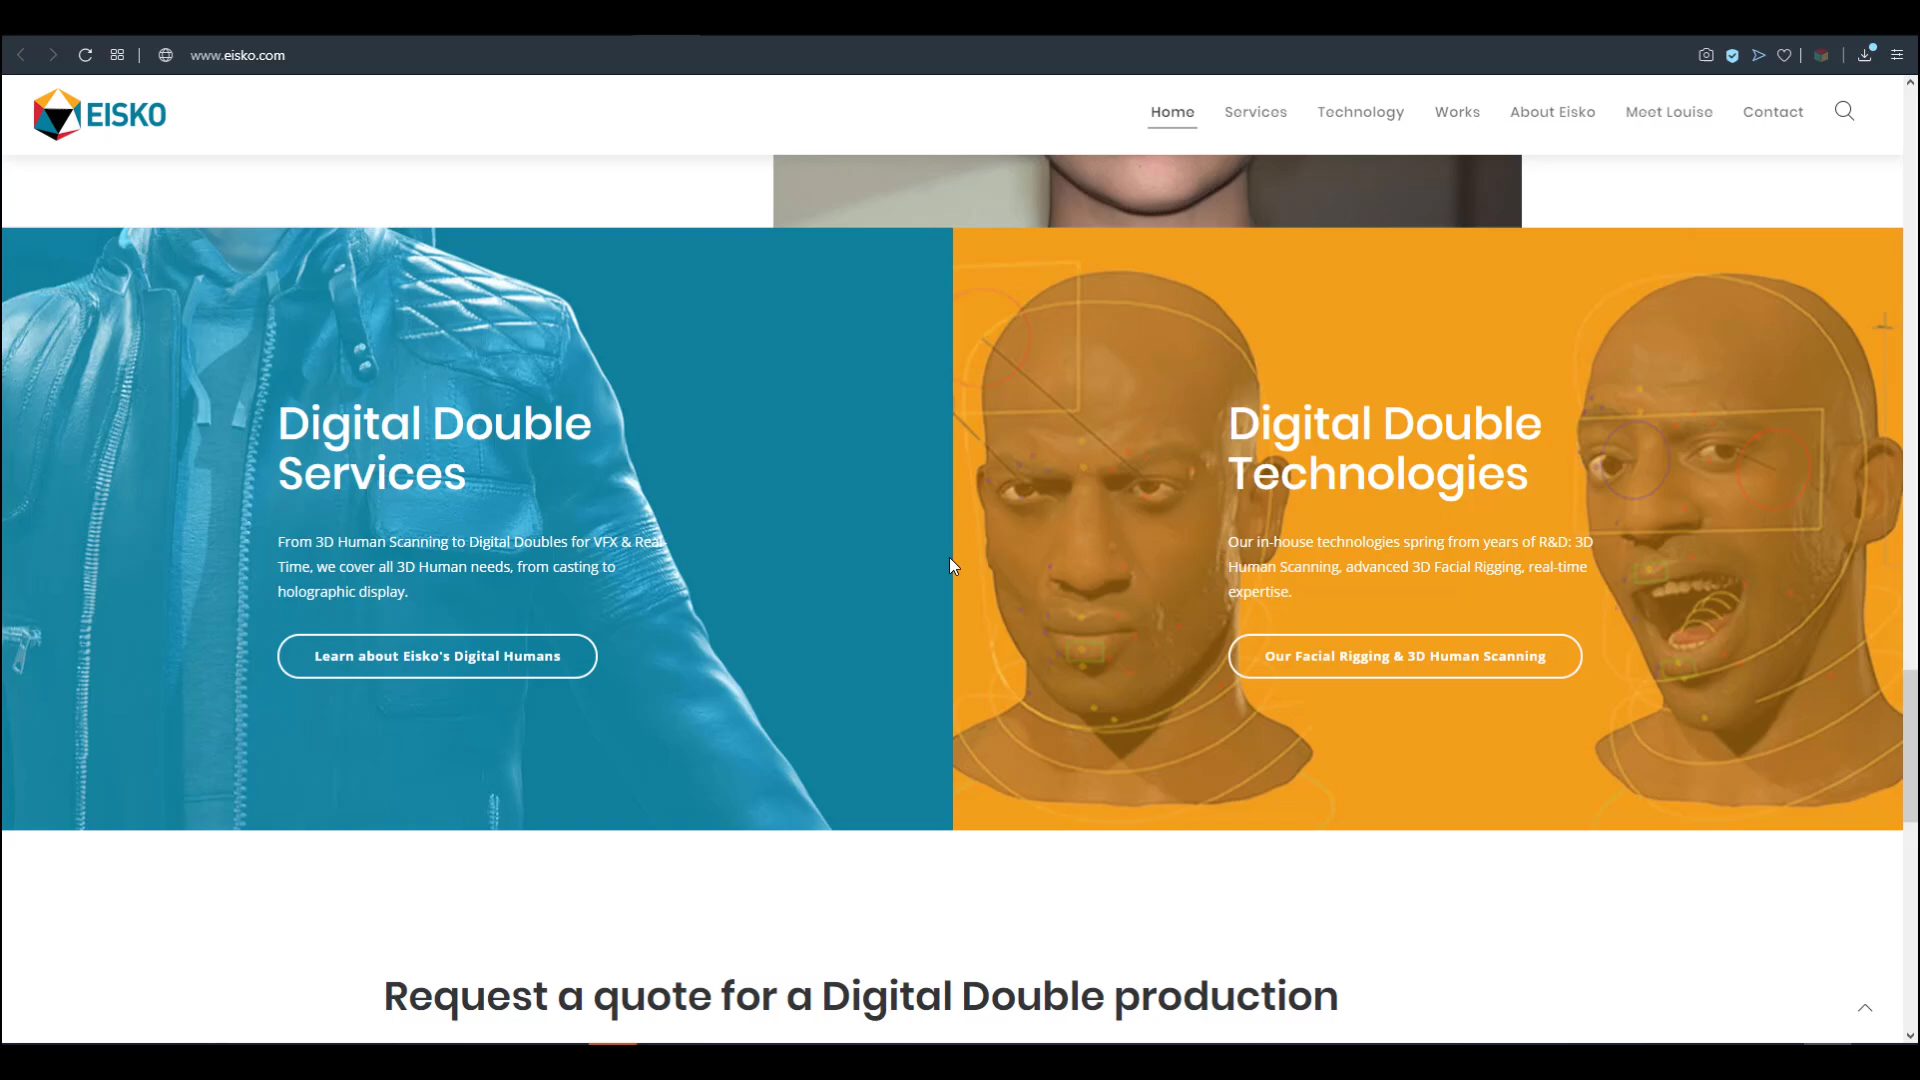 www.eisko.com
EISKO
Home Services Technology Works About Eisko Meet Louise Contact
Digital Double
Services
From 3D Human Scanning to Digital Doubles for VFX & Real-
Time, we cover all 3D Human needs, from casting to
holographic display.
Learn about Eisko's Digital Humans
Digital Double
Technologies
Our in-house technologies spring from years of R&D: 3D
Human Scanning, advanced 3D Facial Rigging, real-time
expertise.
Our Facial Rigging & 3D Human Scanning
Request a quote for a Digital Double production